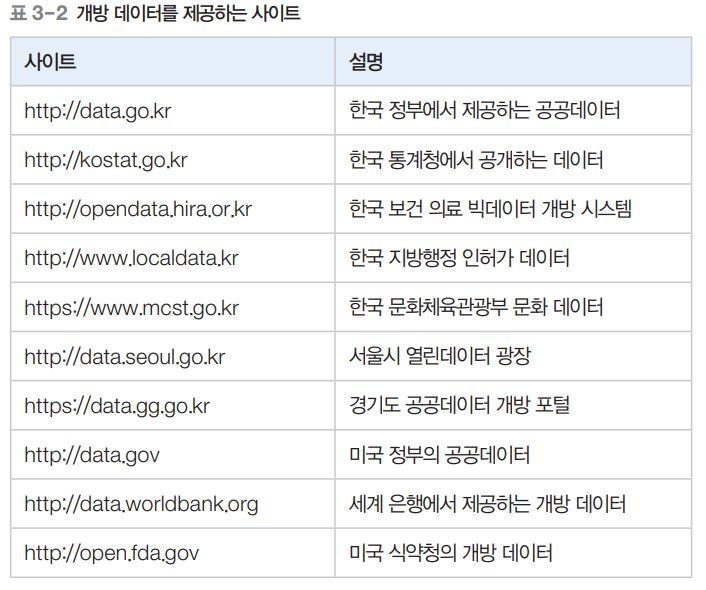 표 3-2 개방 데이터를 제공하는 사이트
사이트 설명
http://data.go.kr 한국 정부에서 제공하는 공공데이터
http://kostat.go.kr 한국 통계청에서 공개하는 데이터
http://opendata.hira.or.kr 한국 보건 의료 빅데이터 개방 시스템
http://www.localdata.kr 한국 지방행정 인허가 데이터
https://www.mcst.go.kr 한국 문화체육관광부 문화 데이터
http://data.seoul.go.kr 서울시 열린데이터 광장
https://data.gg.go.kr 경기도 공공데이터 개방 포털
http://data.gov 미국 정부의 공공데이터
http://data.worldbank.org 세계 은행에서 제공하는 개방 데이터
http://open.fda.gov 미국 식약청의 개방 데이터